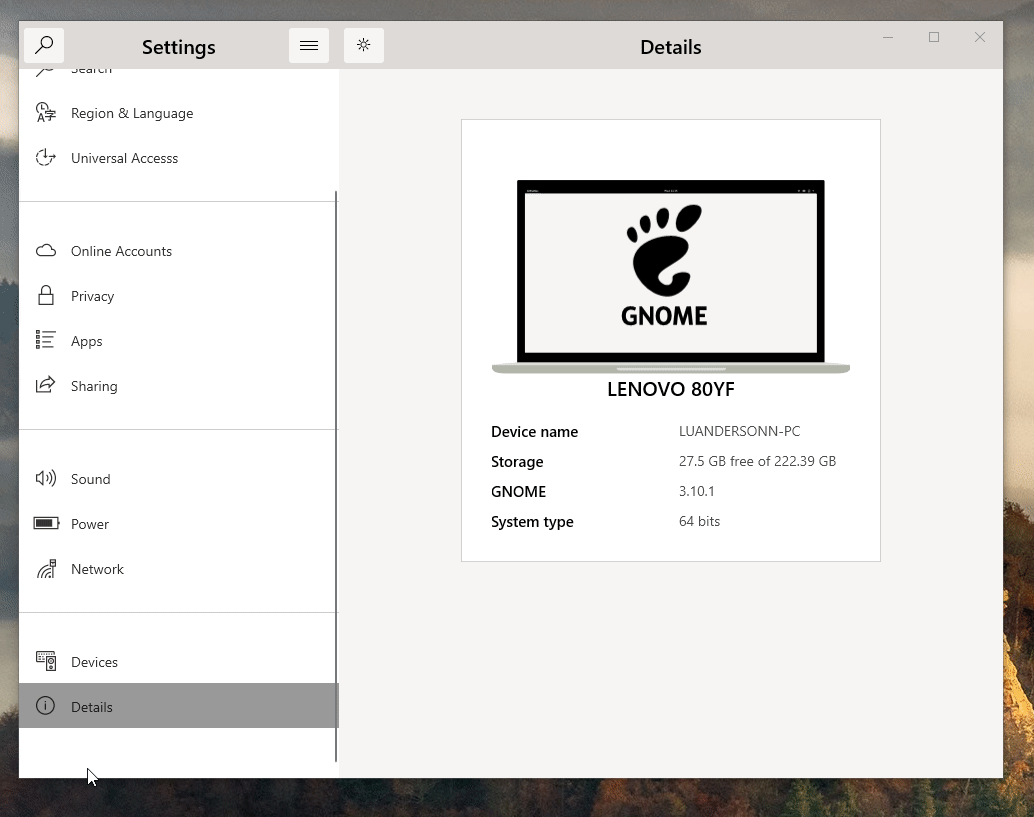 Settings
Details
Search
Region & Language
Universal Accesss
Online Accounts
Privacy
Apps
Sharing
Sound
Power
Network
Devices
Details
GNOME
LENOVO 80YF
Device name LUANDERSONN-PC
Storage 27.5 GB free of 222.39 GB
GNOME 3.10.1
System type 64 bits